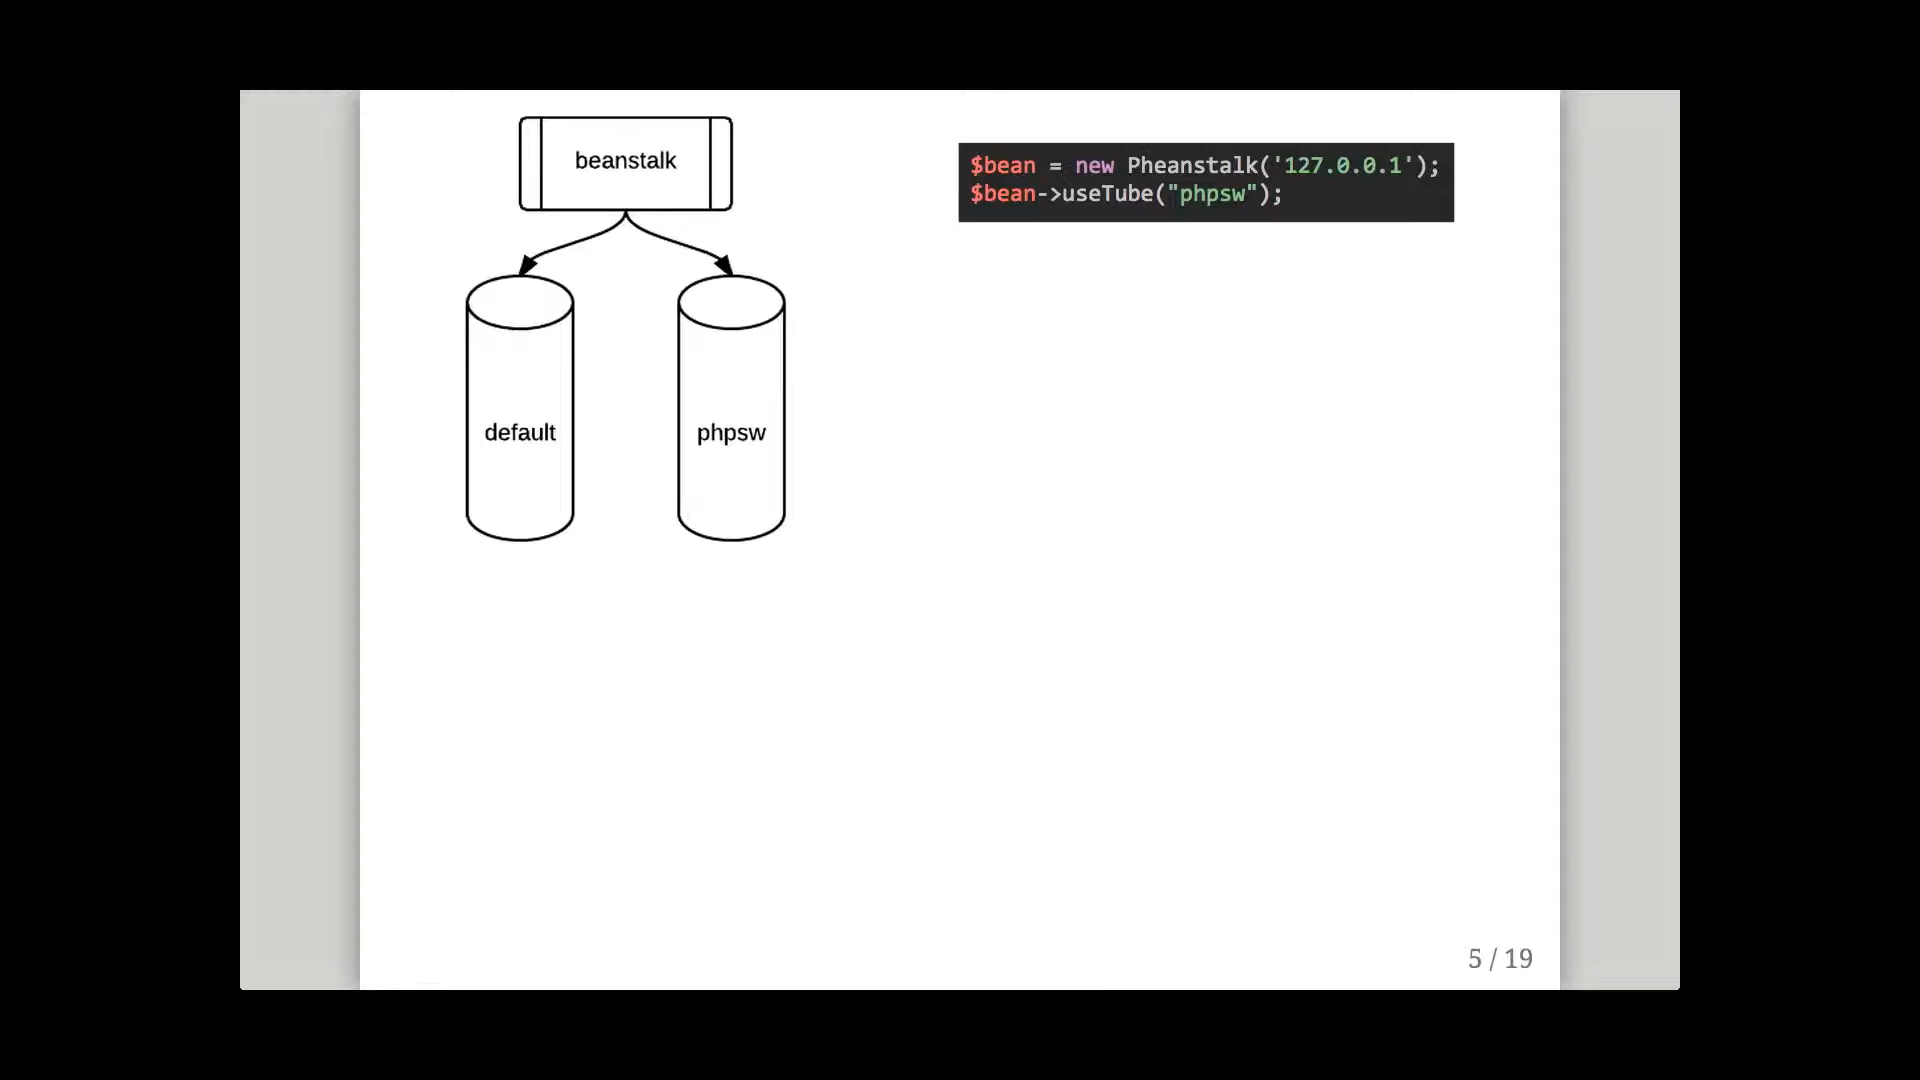 beanstalk
$bean = new Pheanstalk('127.0.0.1');
$bean->useTube("phpsw");
default
phpsw
5 / 19